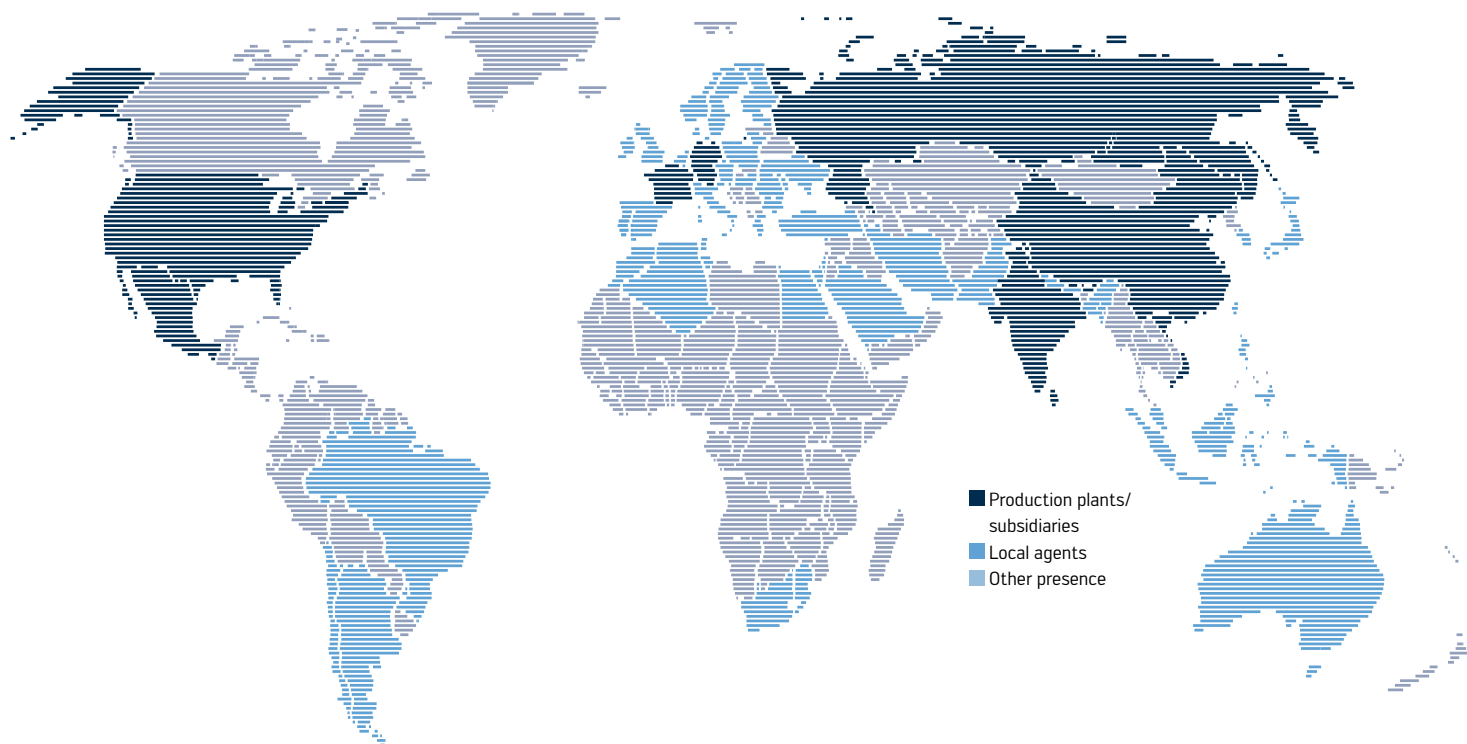 Production plants/
subsidiaries
Local agents
Other presence